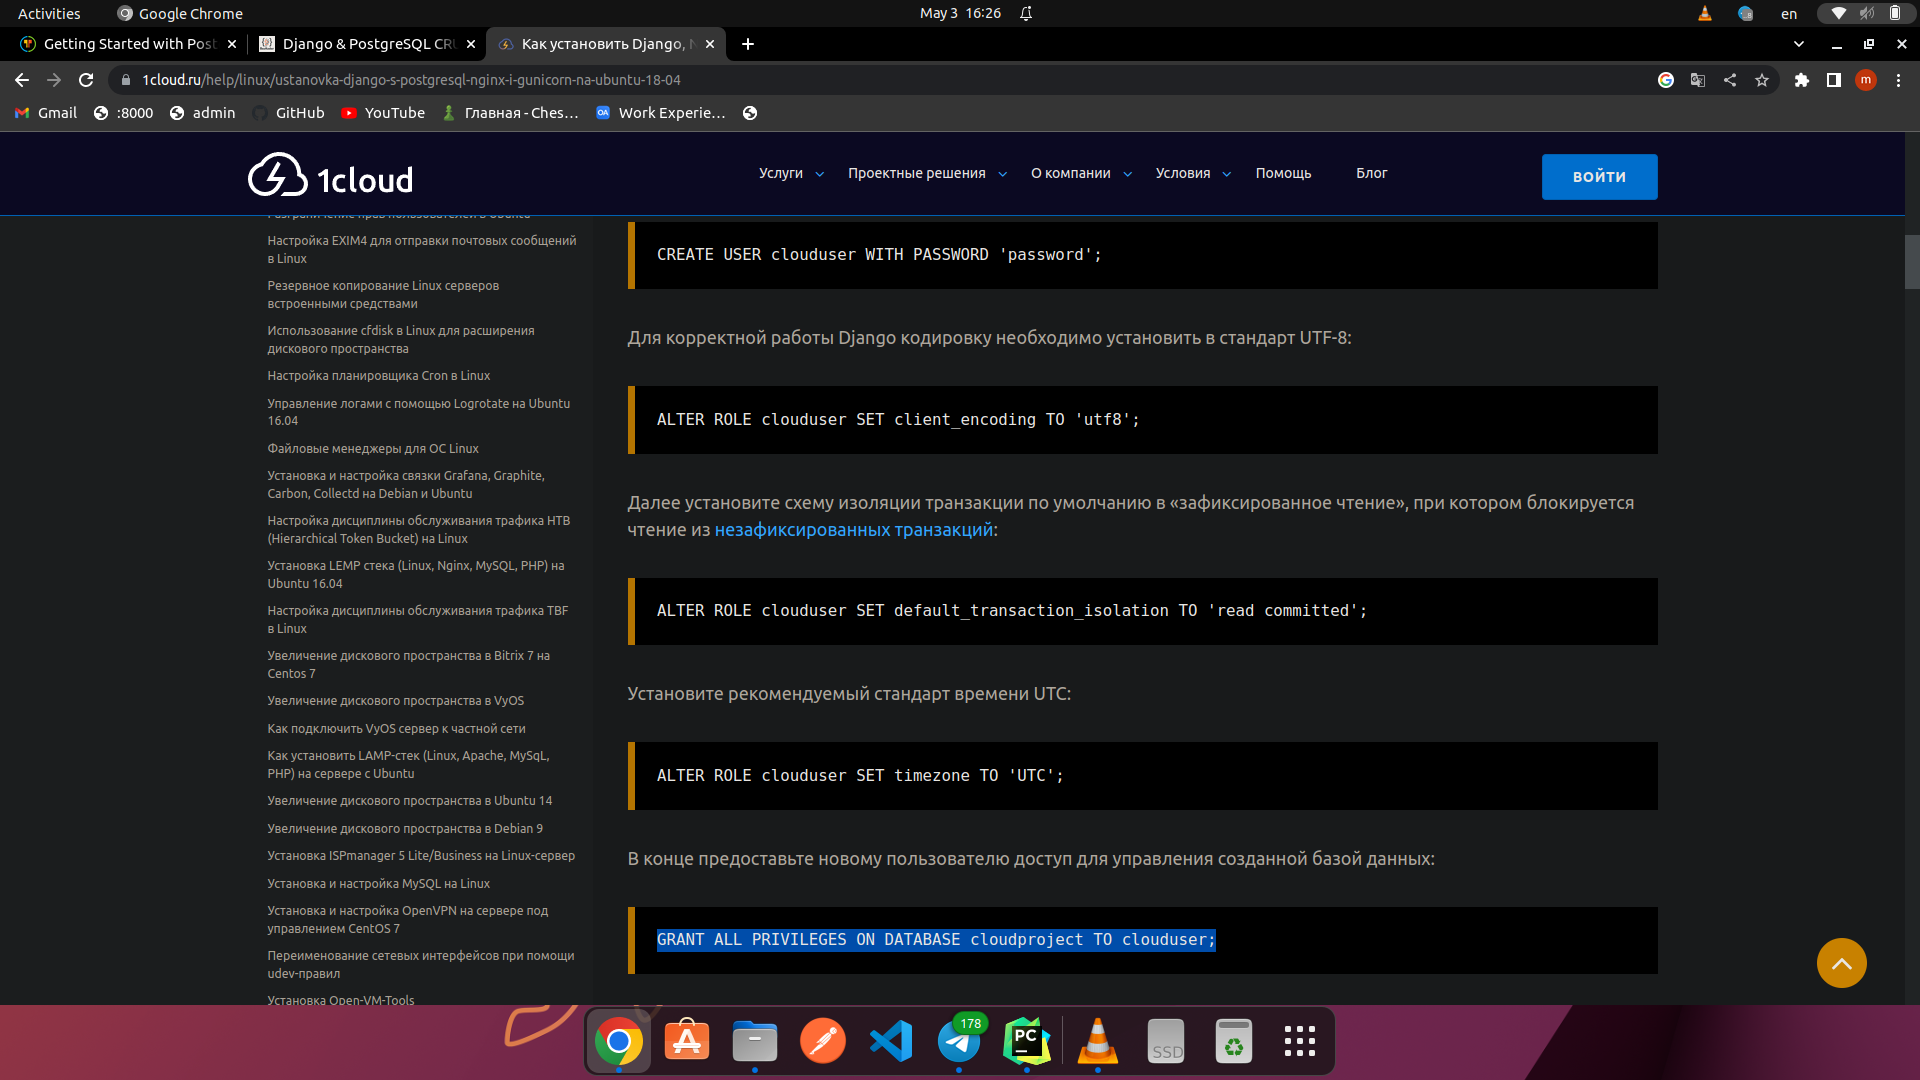 Activities
Google Chrome
May 3 16:26
en
Getting Started with Post
Django & PostgreSQL CRU
Как установить Django, N
1cloud.ru/help/linux/ustanovka-django-s-postgresql-nginx-i-gunicorn-na-ubuntu-18-04
m
Gmail
:8000
admin
GitHub
YouTube
Главная - Ches...
OA
Work Experie...
1cloud
Услуги
Проектные решения
О компании
Условия
Помощь
Блог
ВОЙТИ
Разграничение прав пользователей в Ubuntu
Настройка EXIM4 для отправки почтовых сообщений
в Linux
Резервное копирование Linux серверов
встроенными средствами
Использование cfdisk в Linux для расширения
дискового пространства
Настройка планировщика Cron в Linux
Управление логами с помощью Logrotate на Ubuntu
16.04
Файловые менеджеры для ОС Linux
Установка и настройка связки Grafana, Graphite,
Carbon, Collectd на Debian и Ubuntu
Настройка дисциплины обслуживания трафика HTB
(Hierarchical Token Bucket) на Linux
Установка LEMP стека (Linux, Nginx, MySQL, PHP) на
Ubuntu 16.04
Настройка дисциплины обслуживания трафика TBF
в Linux
Увеличение дискового пространства в Bitrix 7 на
Centos 7
Увеличение дискового пространства в VyOS
Как подключить VyOS сервер к частной сети
Как установить LAMP-стек (Linux, Apache, MySqL,
PHP) на сервере с Ubuntu
Увеличение дискового пространства в Ubuntu 14
Увеличение дискового пространства в Debian 9
Установка ISPmanager 5 Lite/Business на Linux-сервер
Установка и настройка MySQL на Linux
Установка и настройка OpenVPN на сервере под
управлением CentOS 7
Переименование сетевых интерфейсов при помощи
udev-правил
Установка Open-VM-Tools
CREATE USER clouduser WITH PASSWORD 'password';
Для корректной работы Django кодировку необходимо установить в стандарт UTF-8:
ALTER ROLE clouduser SET client_encoding TO 'utf8';
Далее установите схему изоляции транзакции по умолчанию в «зафиксированное чтение», при котором блокируется
чтение из незафиксированных транзакций:
ALTER ROLE clouduser SET default_transaction_isolation TO 'read committed';
Установите рекомендуемый стандарт времени UTC:
ALTER ROLE clouduser SET timezone TO 'UTC';
В конце предоставьте новому пользователю доступ для управления созданной базой данных:
GRANT ALL PRIVILEGES ON DATABASE cloudproject TO clouduser;
178
PC
SSD